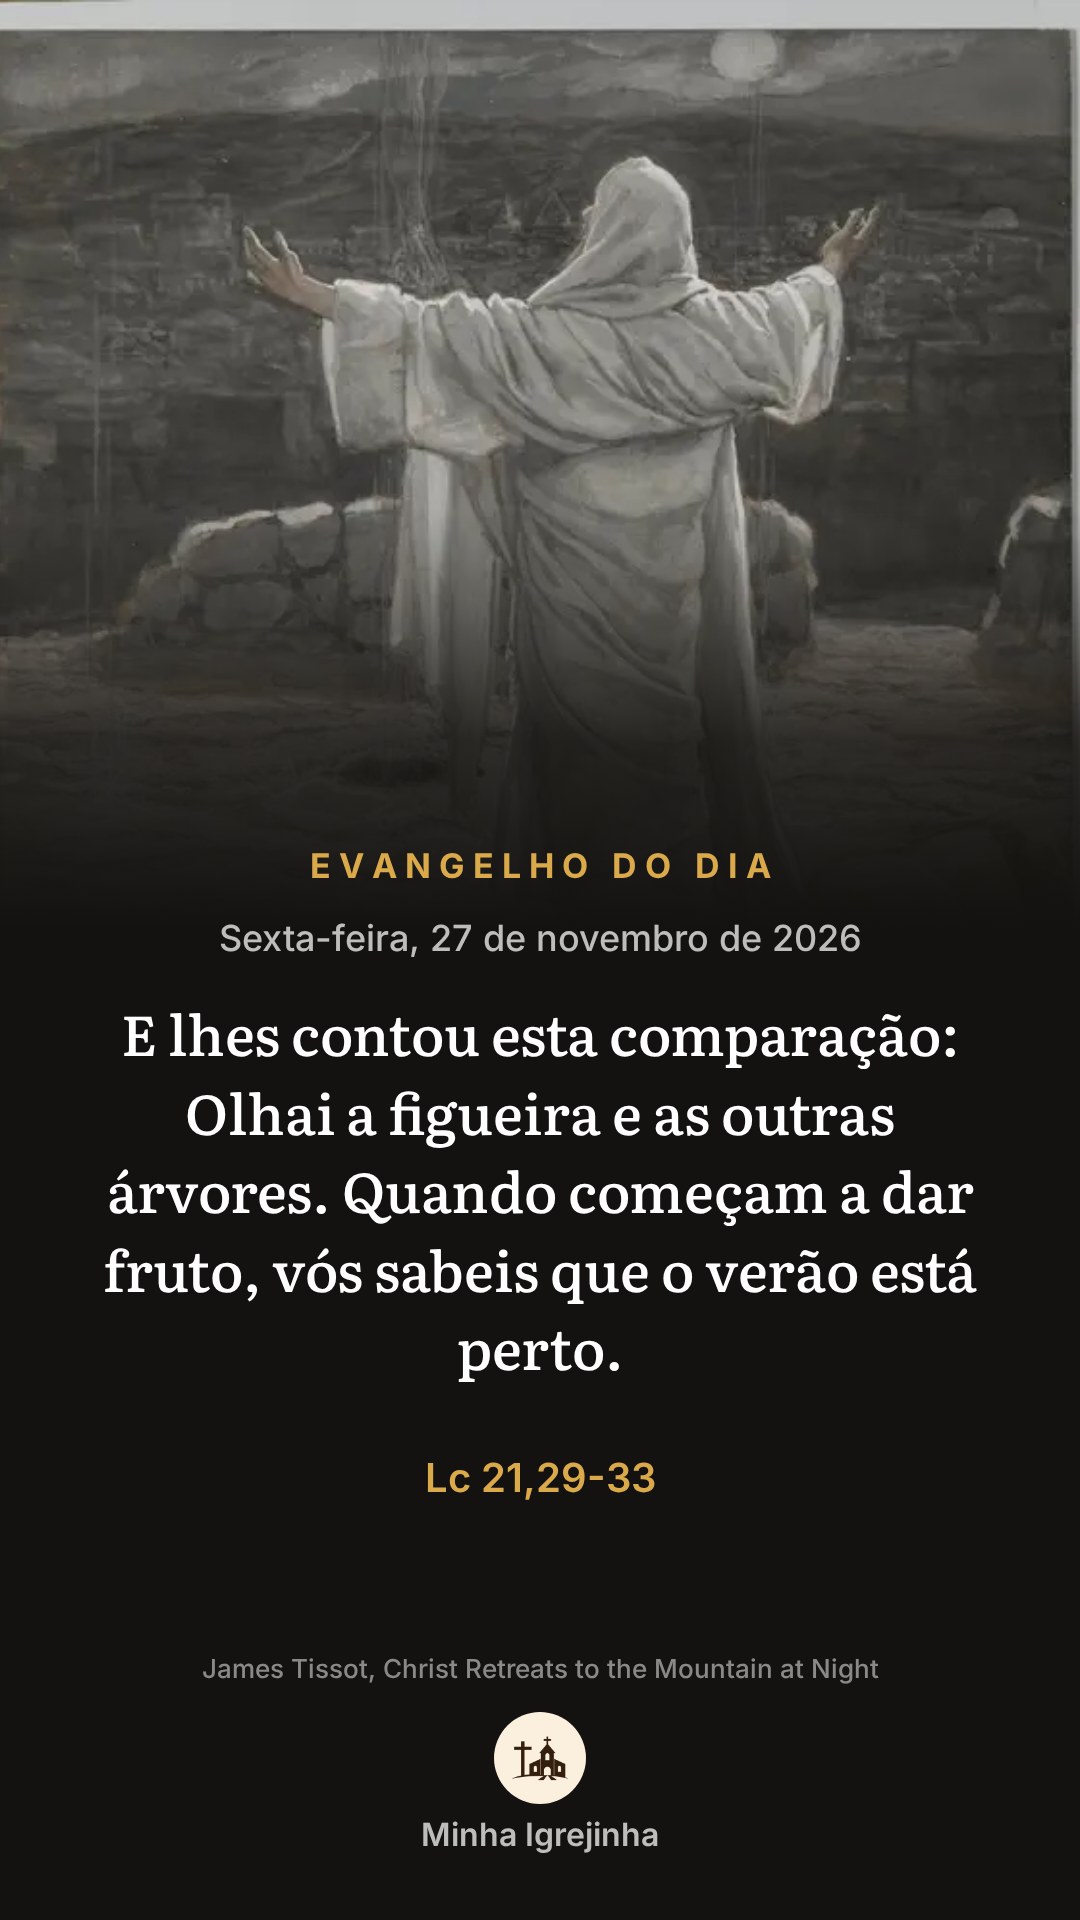 EVANGELHO DO DIA
Sexta-feira, 27 de novembro de 2026
E lhes contou esta comparação:
Olhai a figueira e as outras
árvores. Quando começam a dar
fruto, vós sabeis que o verão está
perto.
Lc 21,29-33
James Tissot, Christ Retreats to the Mountain at Night
Minha Igrejinha